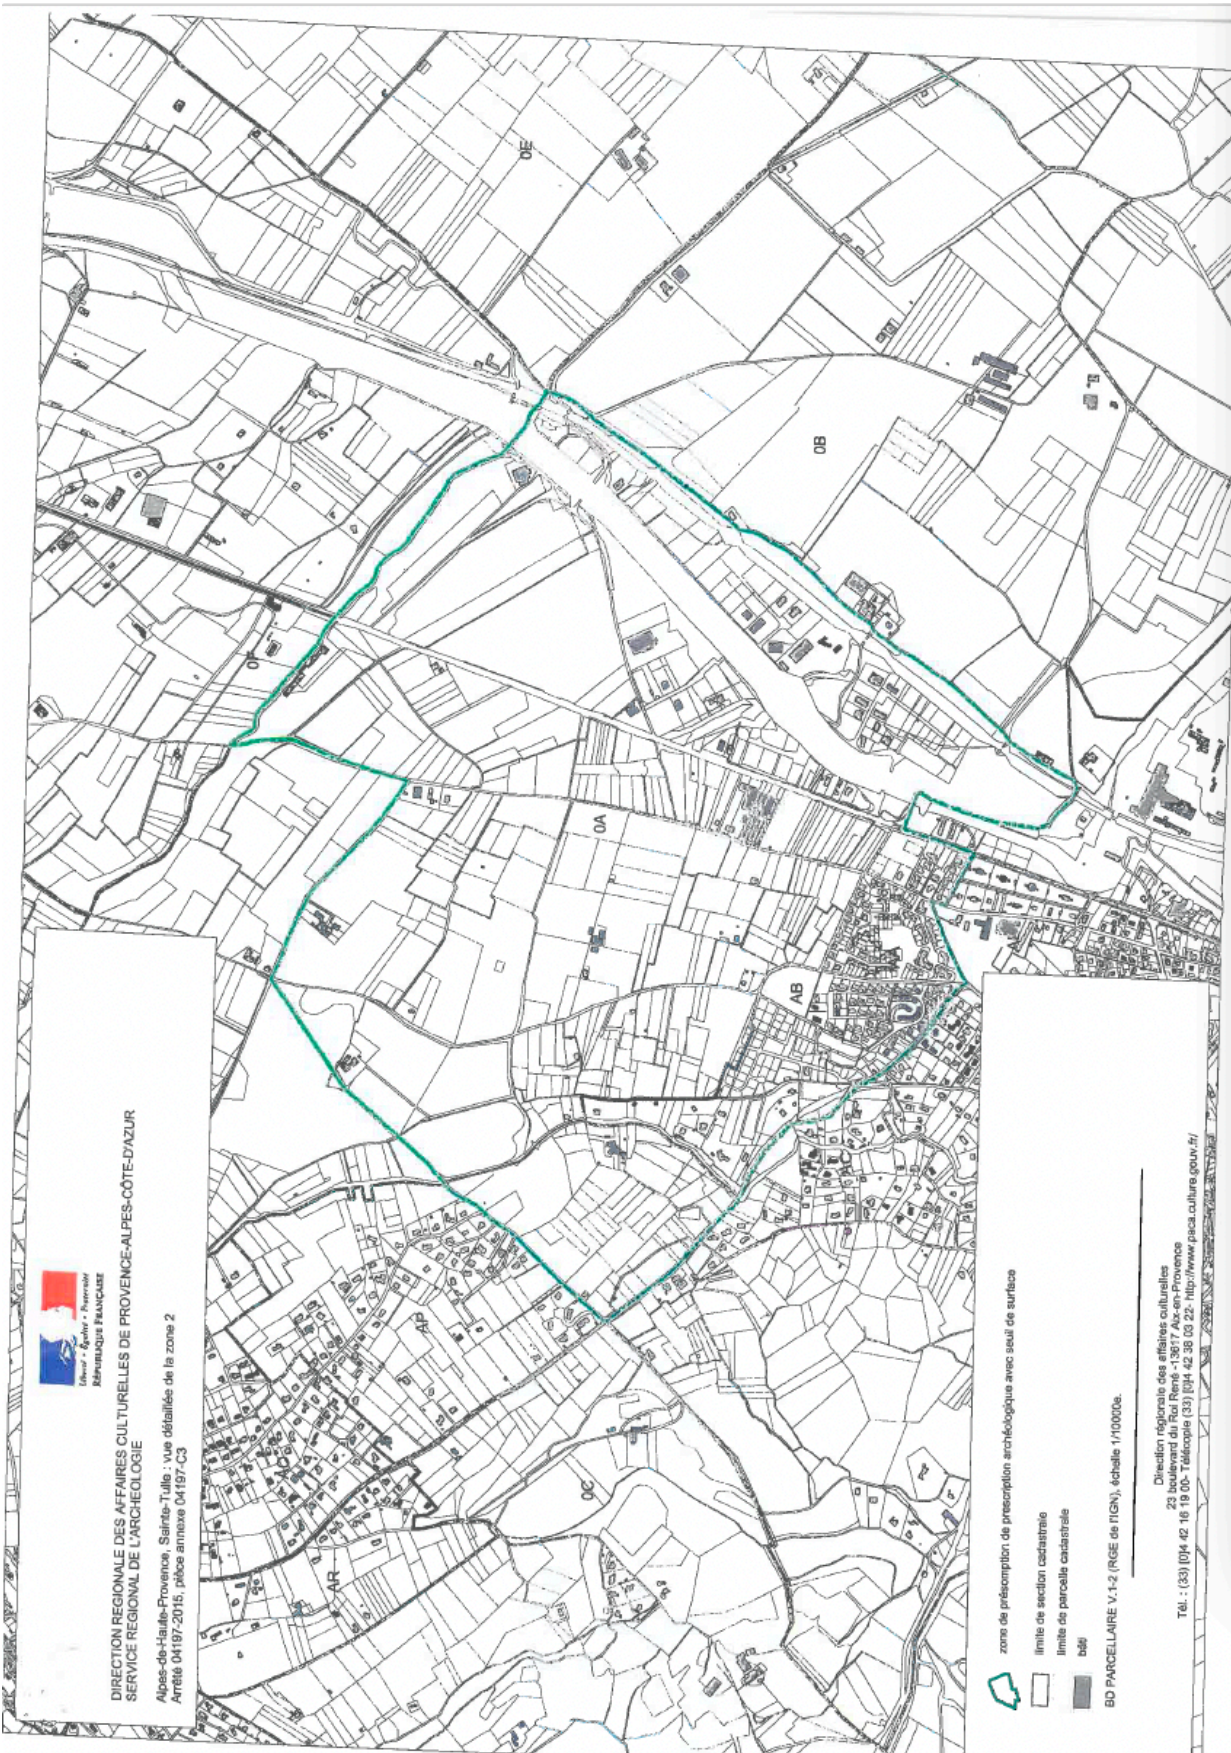 Liberté • Égalité • Fraternité
RÉPUBLIQUE FRANÇAISE
DIRECTION REGIONALE DES AFFAIRES CULTURELLES DE PROVENCE-ALPES-CÔTE-D'AZUR
SERVICE REGIONAL DE L'ARCHEOLOGIE
Alpes-de-Haute-Provence, Sainte-Tulle : vue détaillée de la zone 2
Arrêté 04197-2015, pièce annexe 04197-C3
0E
0B
0F
0A
AB
AP
AC
AR
0C
zone de présomption de prescription archéologique avec seuil de surface
limite de section cadastrale
limite de parcelle cadastrale
bâti
BD PARCELLAIRE V.1-2 (RGE de l'IGN), échelle 1/10000e.
Direction régionale des affaires culturelles
23 boulevard du Roi René -13617 Aix-en-Provence
Tél. : (33) [0]4 42 16 19 00- Télécopie (33) [0]4 42 38 03 22- http://www.paca.culture.gouv.fr/